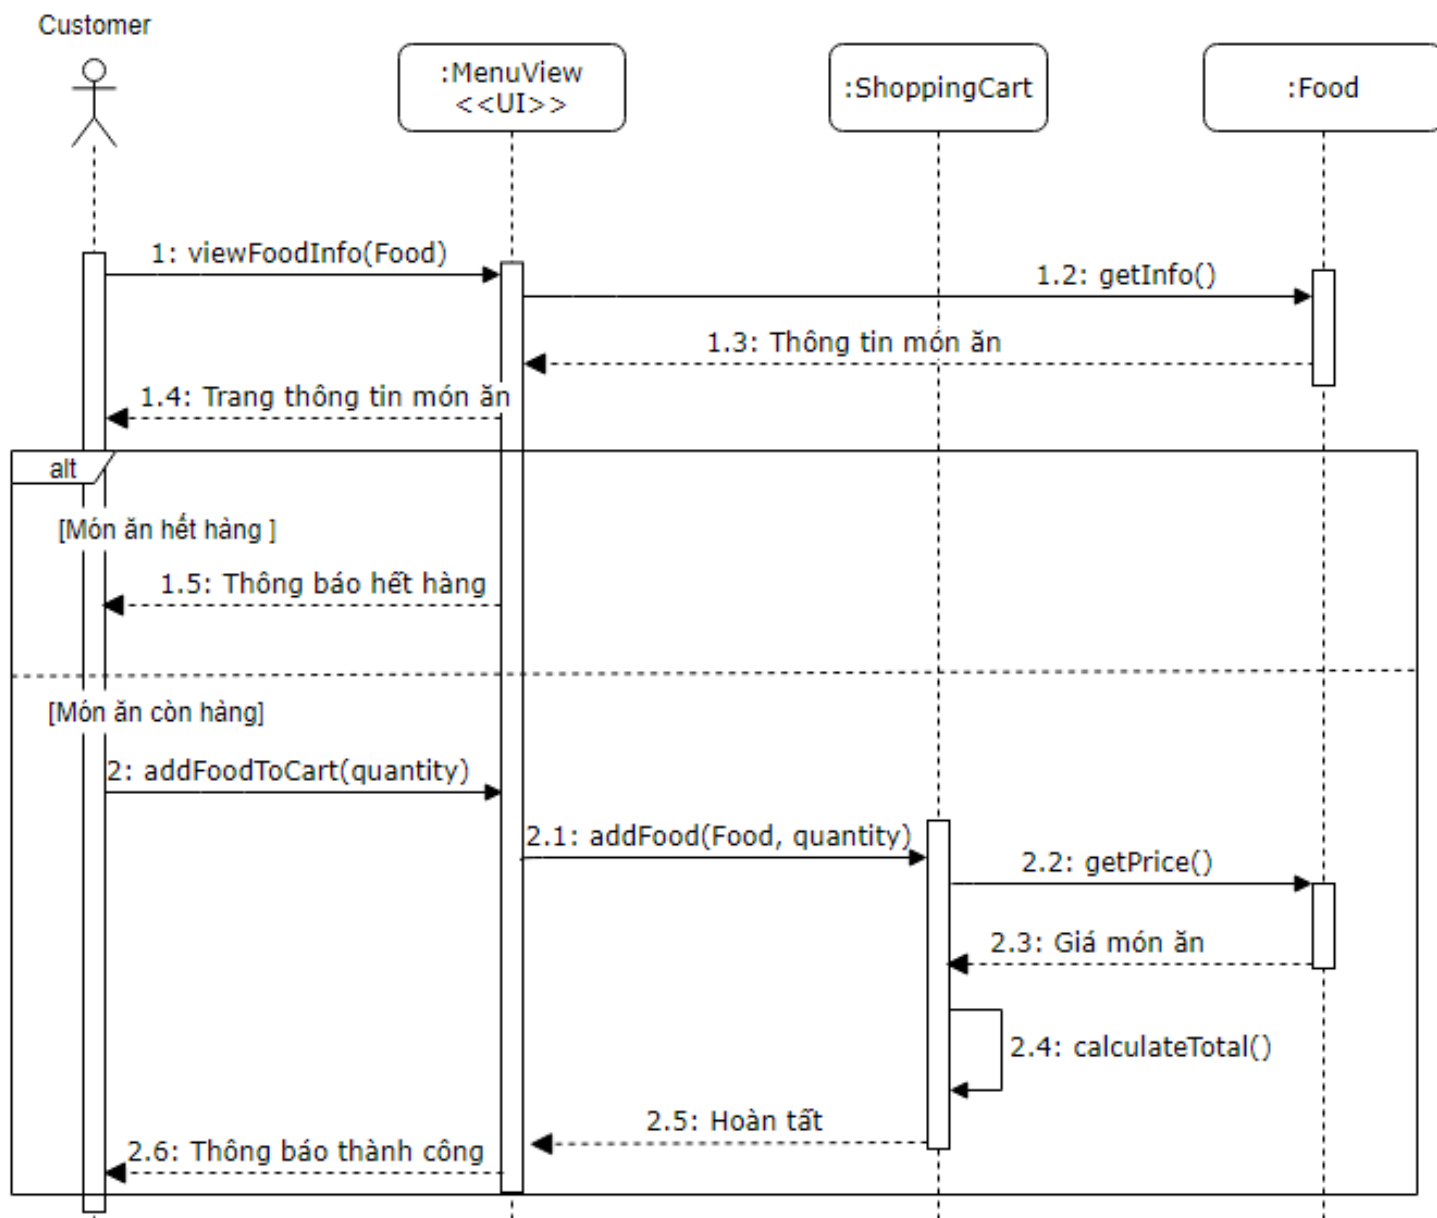 Customer
:MenuView
<<UI>>
:ShoppingCart
:Food
1: viewFoodInfo(Food)
1.2: getInfo()
1.3: Thông tin món ăn
1.4: Trang thông tin món ăn
alt
[Món ăn hết hàng ]
1.5: Thông báo hết hàng
[Món ăn còn hàng]
2: addFoodToCart(quantity)
2.1: addFood(Food, quantity)
2.2: getPrice()
2.3: Giá món ăn
2.4: calculateTotal()
2.5: Hoàn tất
2.6: Thông báo thành công